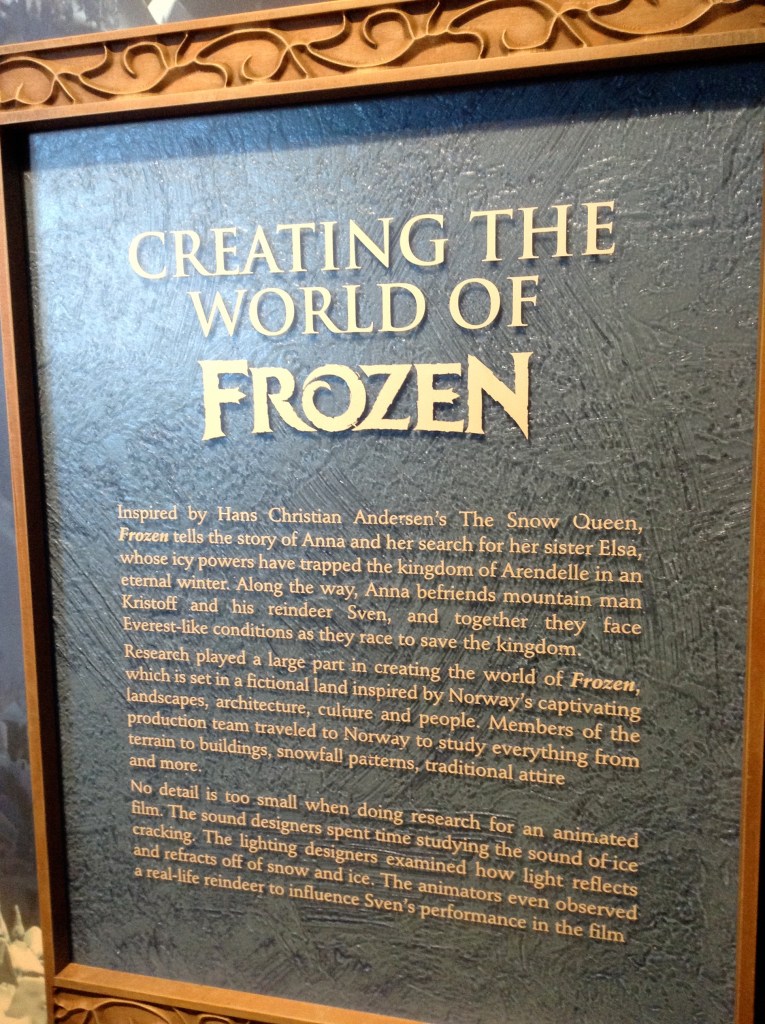 CREATING THE
WORLD OF
FROZEN
Inspired by Hans Christian Andersen's The Snow Queen,
Frozen tells the story of Anna and her search for her sister Elsa,
whose icy powers have trapped the kingdom of Arendelle in an
eternal winter. Along the way, Anna befriends mountain man
Kristoff and his reindeer Sven, and together they face
Everest-like conditions as they race to save the kingdom.
Research played a large part in creating the world of Frozen,
which is set in a fictional land inspired by Norway's captivating
landscapes, architecture, culture and people. Members of the
production team traveled to Norway to study everything from
terrain to buildings, snowfall patterns, traditional attire
and more.
No detail is too small when doing research for an animated
film. The sound designers spent time studying the sound of ice
cracking. The lighting designers examined how light reflects
and refracts off of snow and ice. The animators even observed
a real-life reindeer to influence Sven's performance in the film